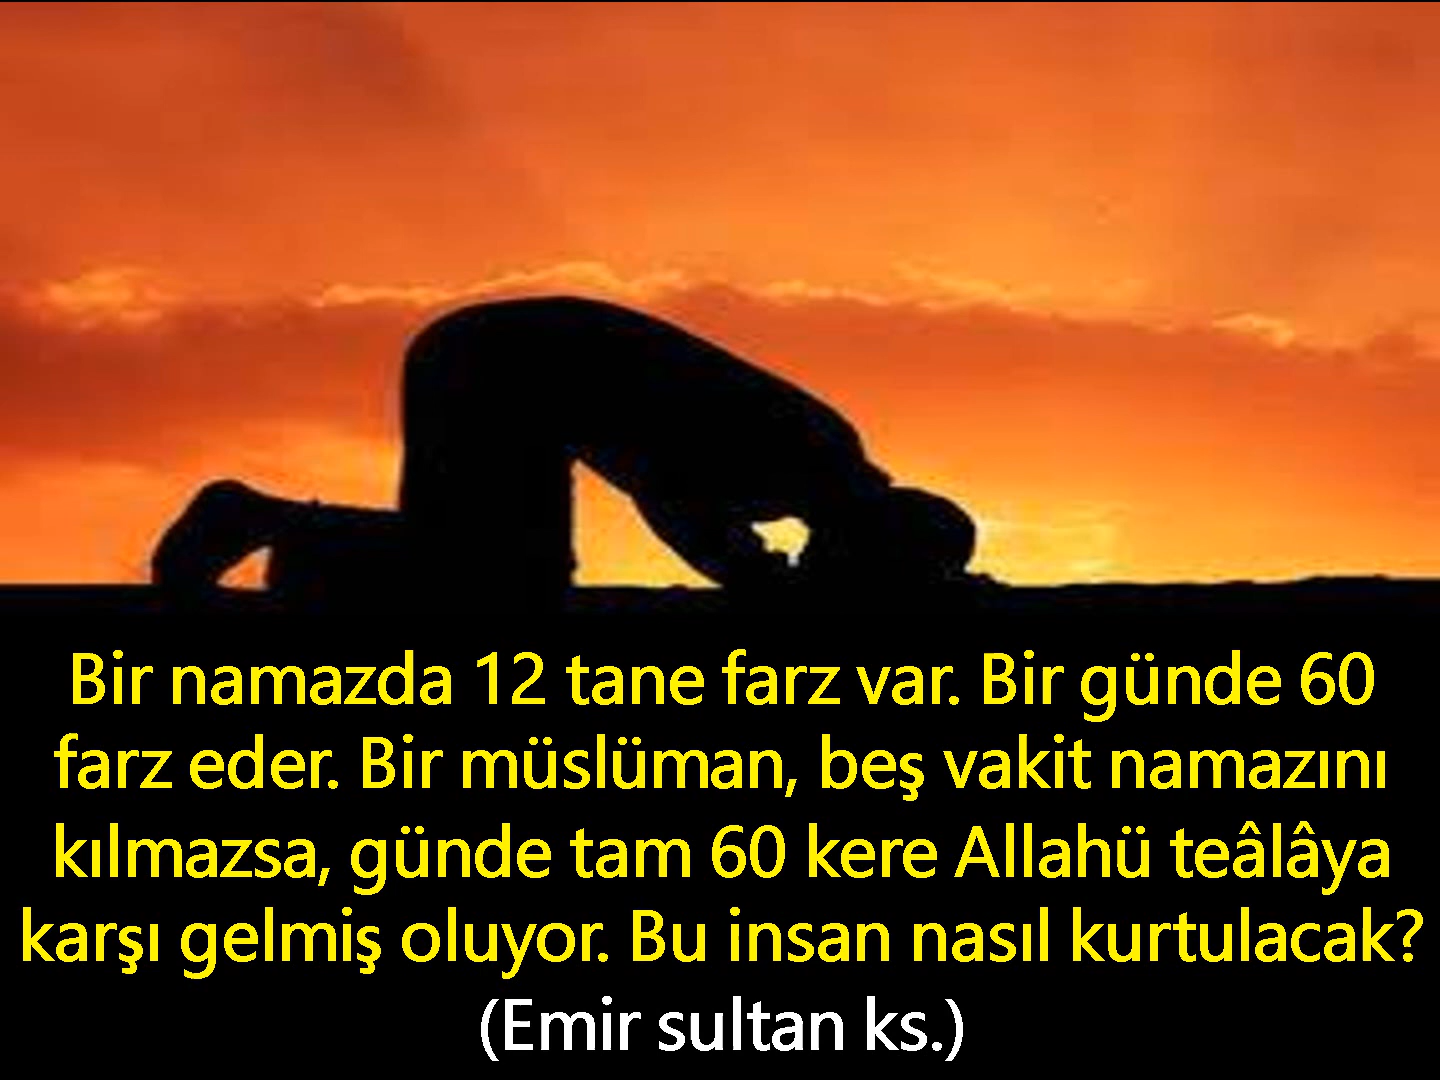 Bir namazda 12 tane farz var. Bir günde 60
farz eder. Bir müslüman, beş vakit namazını
kılmazsa, günde tam 60 kere Allahü teâlâya
karşı gelmiş oluyor. Bu insan nasıl kurtulacak?
(Emir sultan ks.)